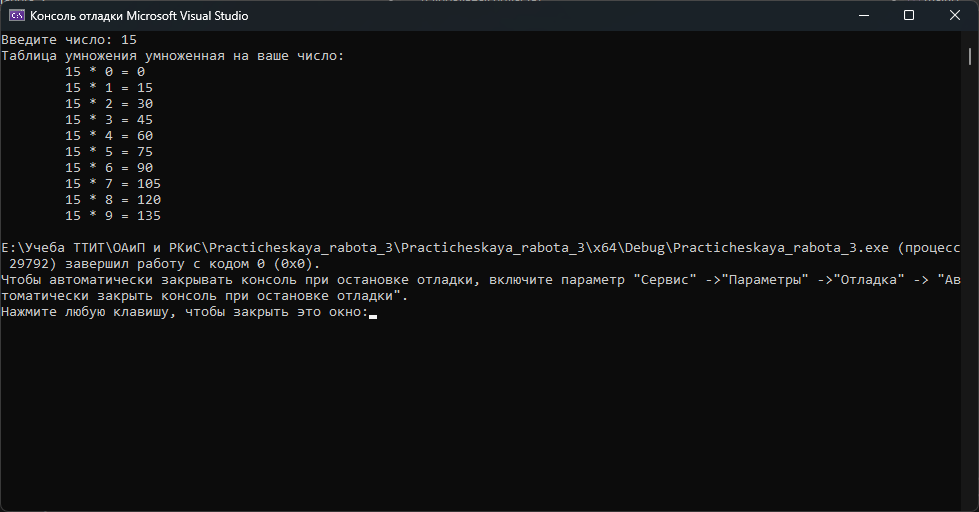 Консоль отладки Microsoft Visual Studio
Введите число: 15
Таблица умножения умноженная на ваше число:
15 * 0 = 0
15 * 1 = 15
15 * 2 = 30
15 * 3 = 45
15 * 4 = 60
15 * 5 = 75
15 * 6 = 90
15 * 7 = 105
15 * 8 = 120
15 * 9 = 135
E:\Учеба ТТИТ\ОАиП и РКиС\Practicheskaya_rabota_3\Practicheskaya_rabota_3\x64\Debug\Practicheskaya_rabota_3.exe (процесс
29792) завершил работу с кодом 0 (0x0).
Чтобы автоматически закрывать консоль при остановке отладки, включите параметр "Сервис" ->"Параметры" ->"Отладка" -> "Ав
томатически закрыть консоль при остановке отладки".
Нажмите любую клавишу, чтобы закрыть это окно: